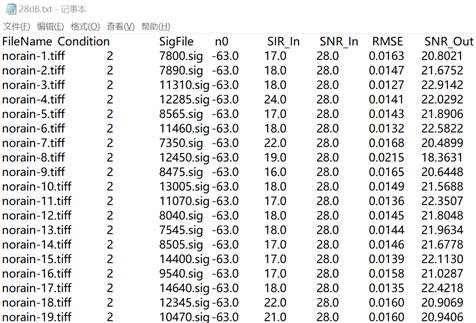 28dB.txt - 记事本
文件(F) 编辑(E) 格式(O) 查看(V) 帮助(H)
FileName Condition SigFile n0 SIR_In SNR_In RMSE SNR_Out
norain-1.tiff 2 7800.sig -63.0 17.0 28.0 0.0163 20.8021
norain-2.tiff 2 7890.sig -63.0 18.0 28.0 0.0147 21.6752
norain-3.tiff 2 11310.sig -63.0 18.0 28.0 0.0127 22.9142
norain-4.tiff 2 12285.sig -63.0 24.0 28.0 0.0141 22.0292
norain-5.tiff 2 8565.sig -63.0 17.0 28.0 0.0143 21.8906
norain-6.tiff 2 11460.sig -63.0 18.0 28.0 0.0132 22.5822
norain-7.tiff 2 7350.sig -63.0 22.0 28.0 0.0168 20.4899
norain-8.tiff 2 12450.sig -63.0 19.0 28.0 0.0215 18.3631
norain-9.tiff 2 8475.sig -63.0 16.0 28.0 0.0165 20.6448
norain-10.tiff 2 13005.sig -63.0 18.0 28.0 0.0149 21.5688
norain-11.tiff 2 11070.sig -63.0 17.0 28.0 0.0136 22.3507
norain-12.tiff 2 8040.sig -63.0 18.0 28.0 0.0145 21.8048
norain-13.tiff 2 7545.sig -63.0 18.0 28.0 0.0144 21.9634
norain-14.tiff 2 8505.sig -63.0 17.0 28.0 0.0146 21.6778
norain-15.tiff 2 14400.sig -63.0 17.0 28.0 0.0139 22.1130
norain-16.tiff 2 9540.sig -63.0 17.0 28.0 0.0158 21.0287
norain-17.tiff 2 14640.sig -63.0 18.0 28.0 0.0135 22.4218
norain-18.tiff 2 12345.sig -63.0 22.0 28.0 0.0160 20.9069
norain-19.tiff 2 10470.sig -63.0 21.0 28.0 0.0160 20.9406